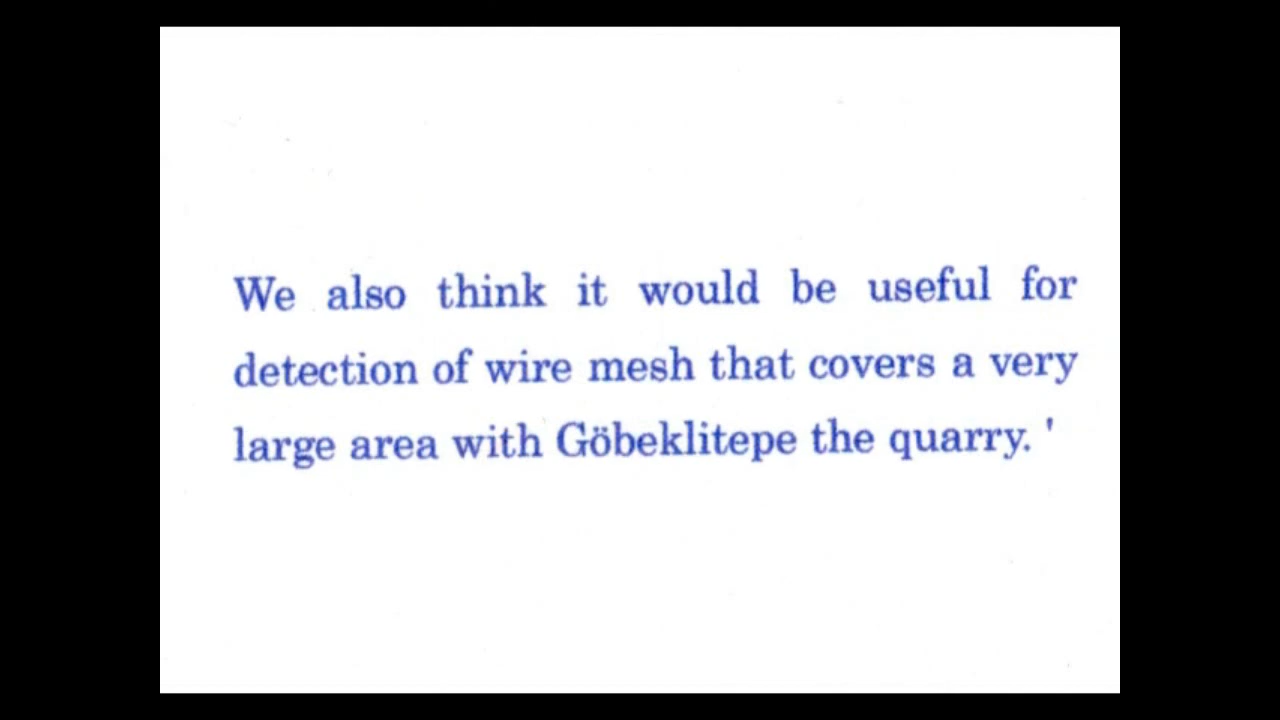 We also think it would be useful for
detection of wire mesh that covers a very
large area with Göbeklitepe the quarry. '